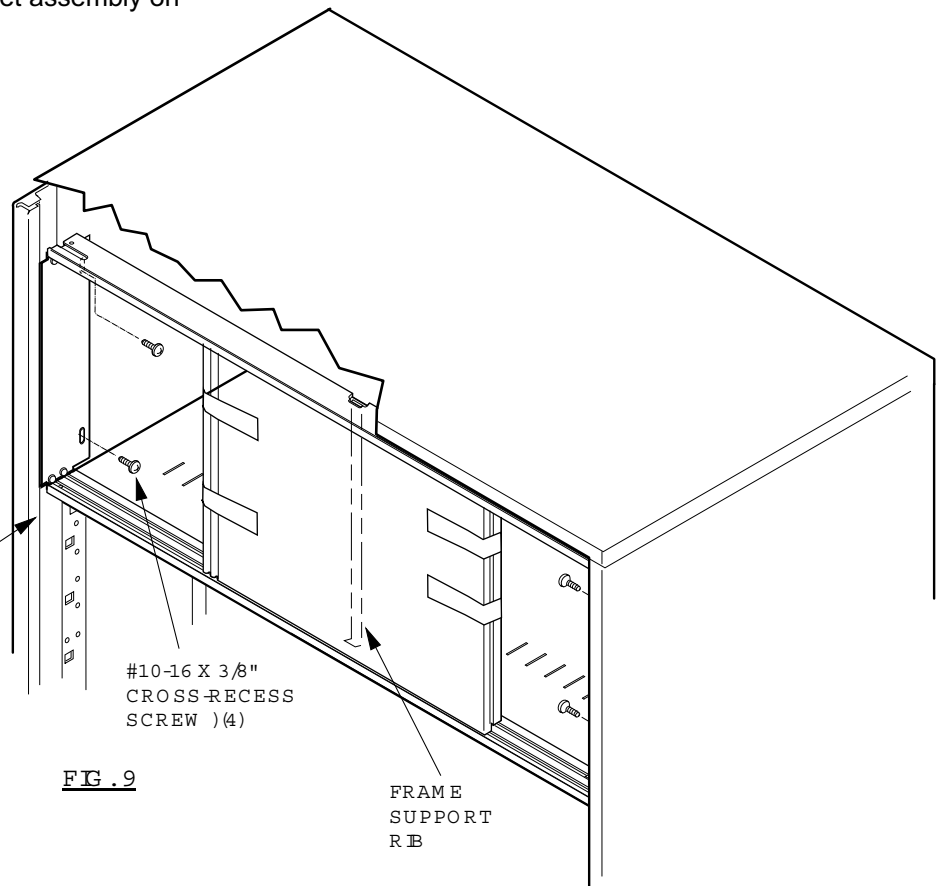 ct assembly on
#10-16 X 3/8"
CROSS-RECESS
SCREW )(4)
FIG.9
FRAME
SUPPORT
RIB